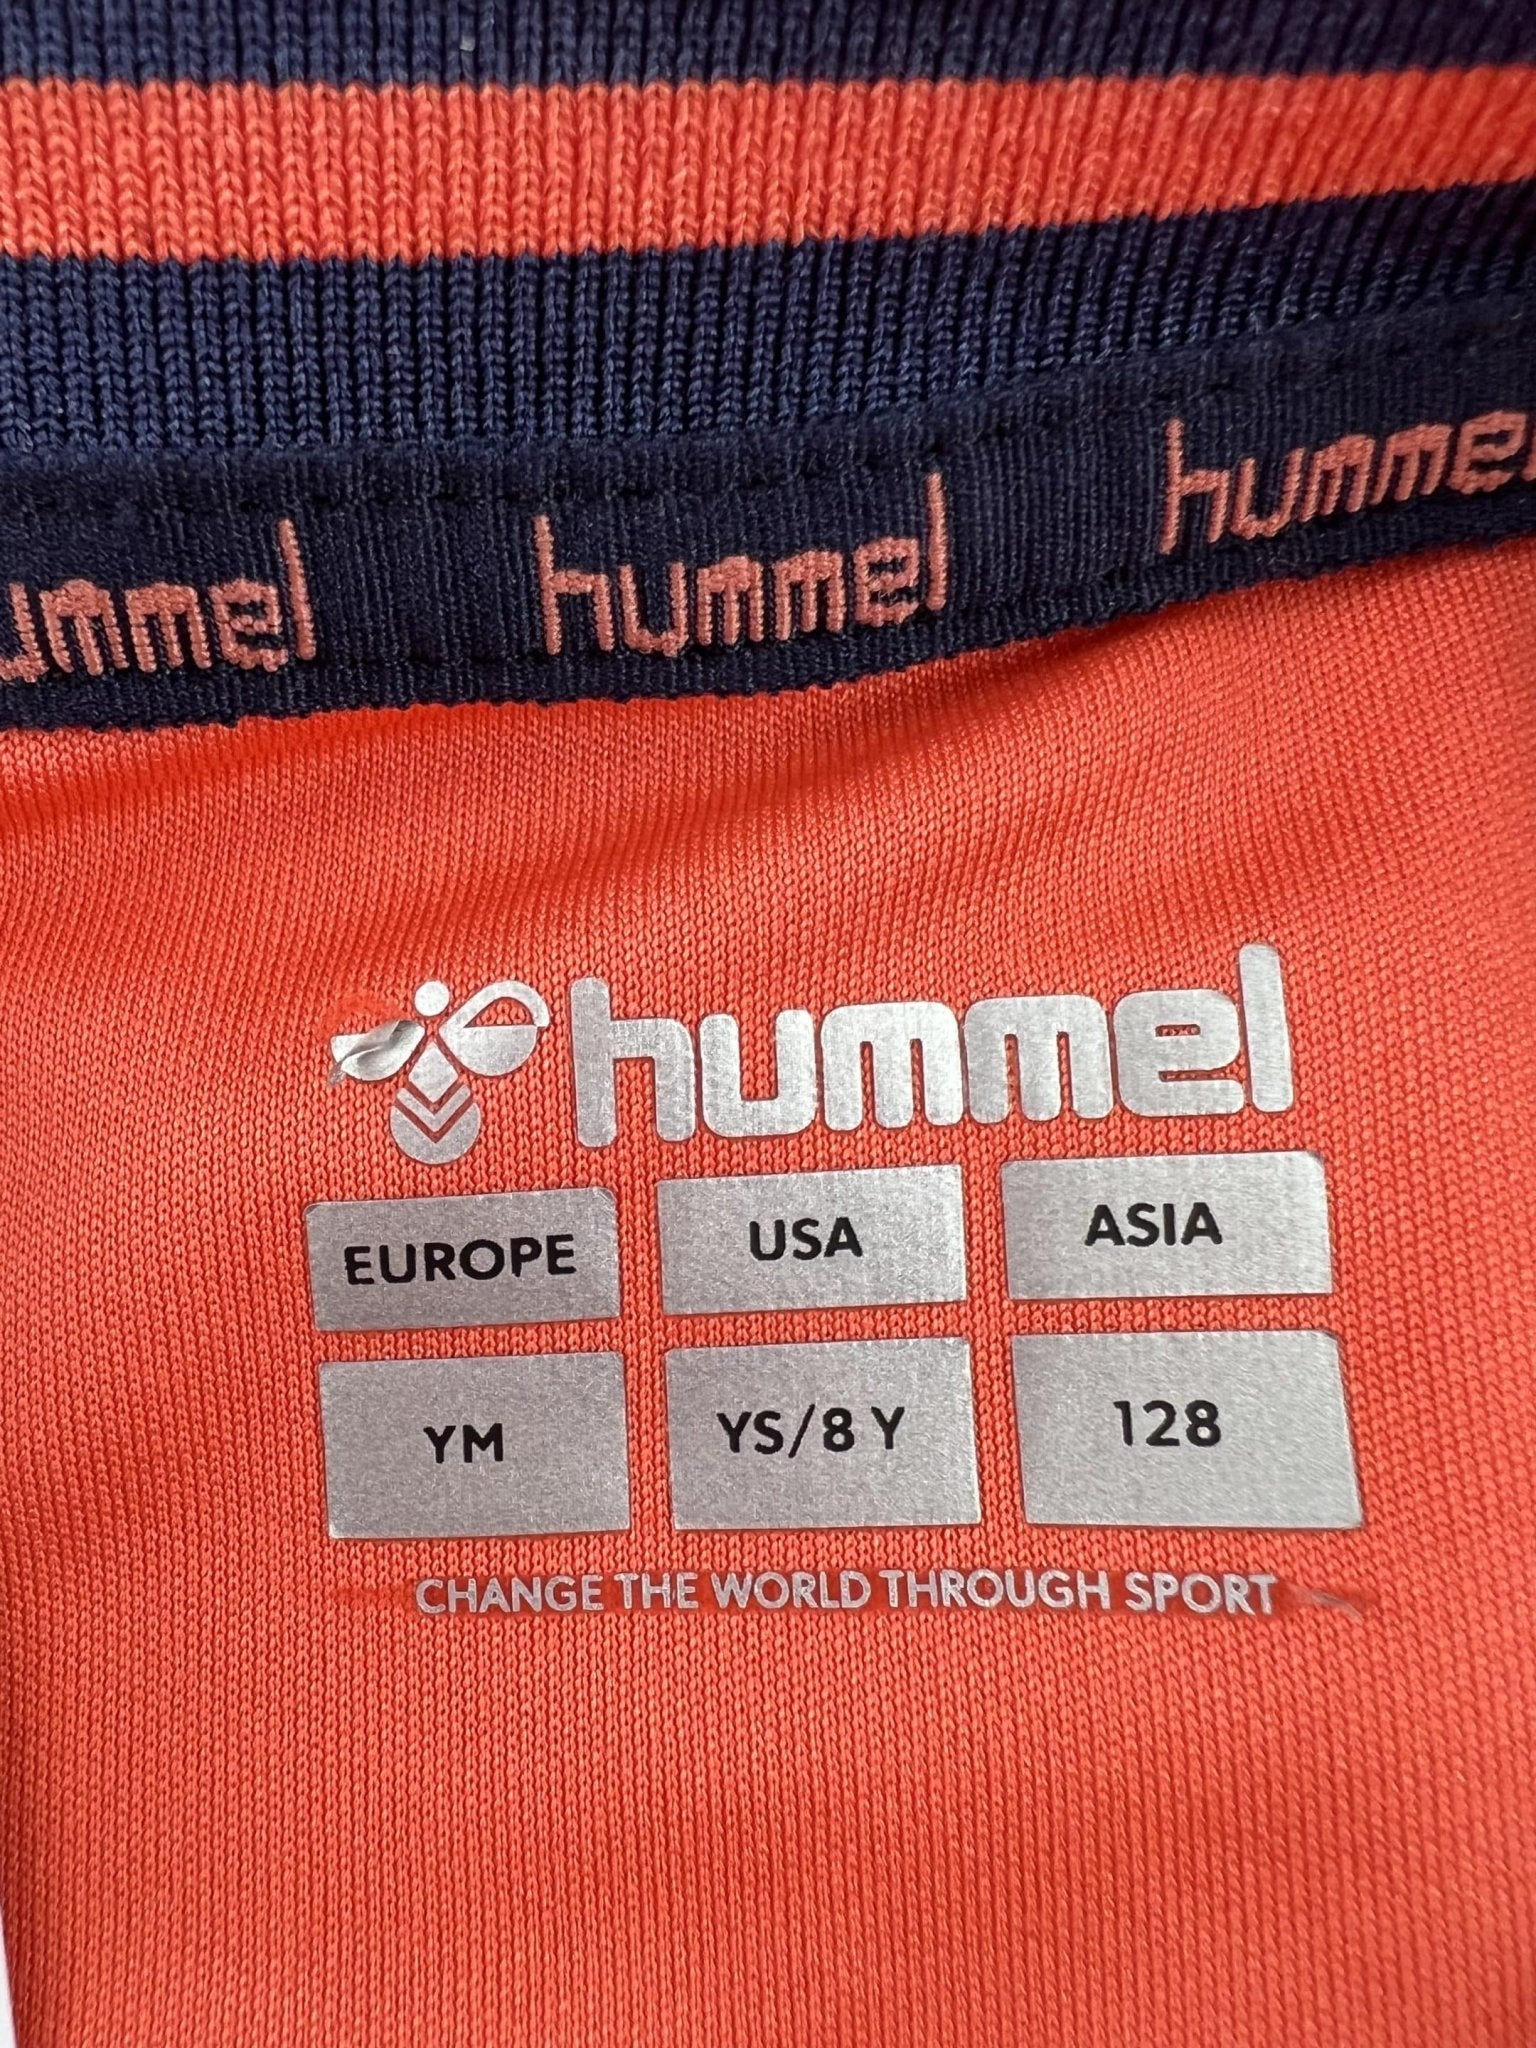 hummel hummel hummel
hummel
EUROPE USA ASIA
YM YS/8 Y 128
CHANGE THE WORLD THROUGH SPORT